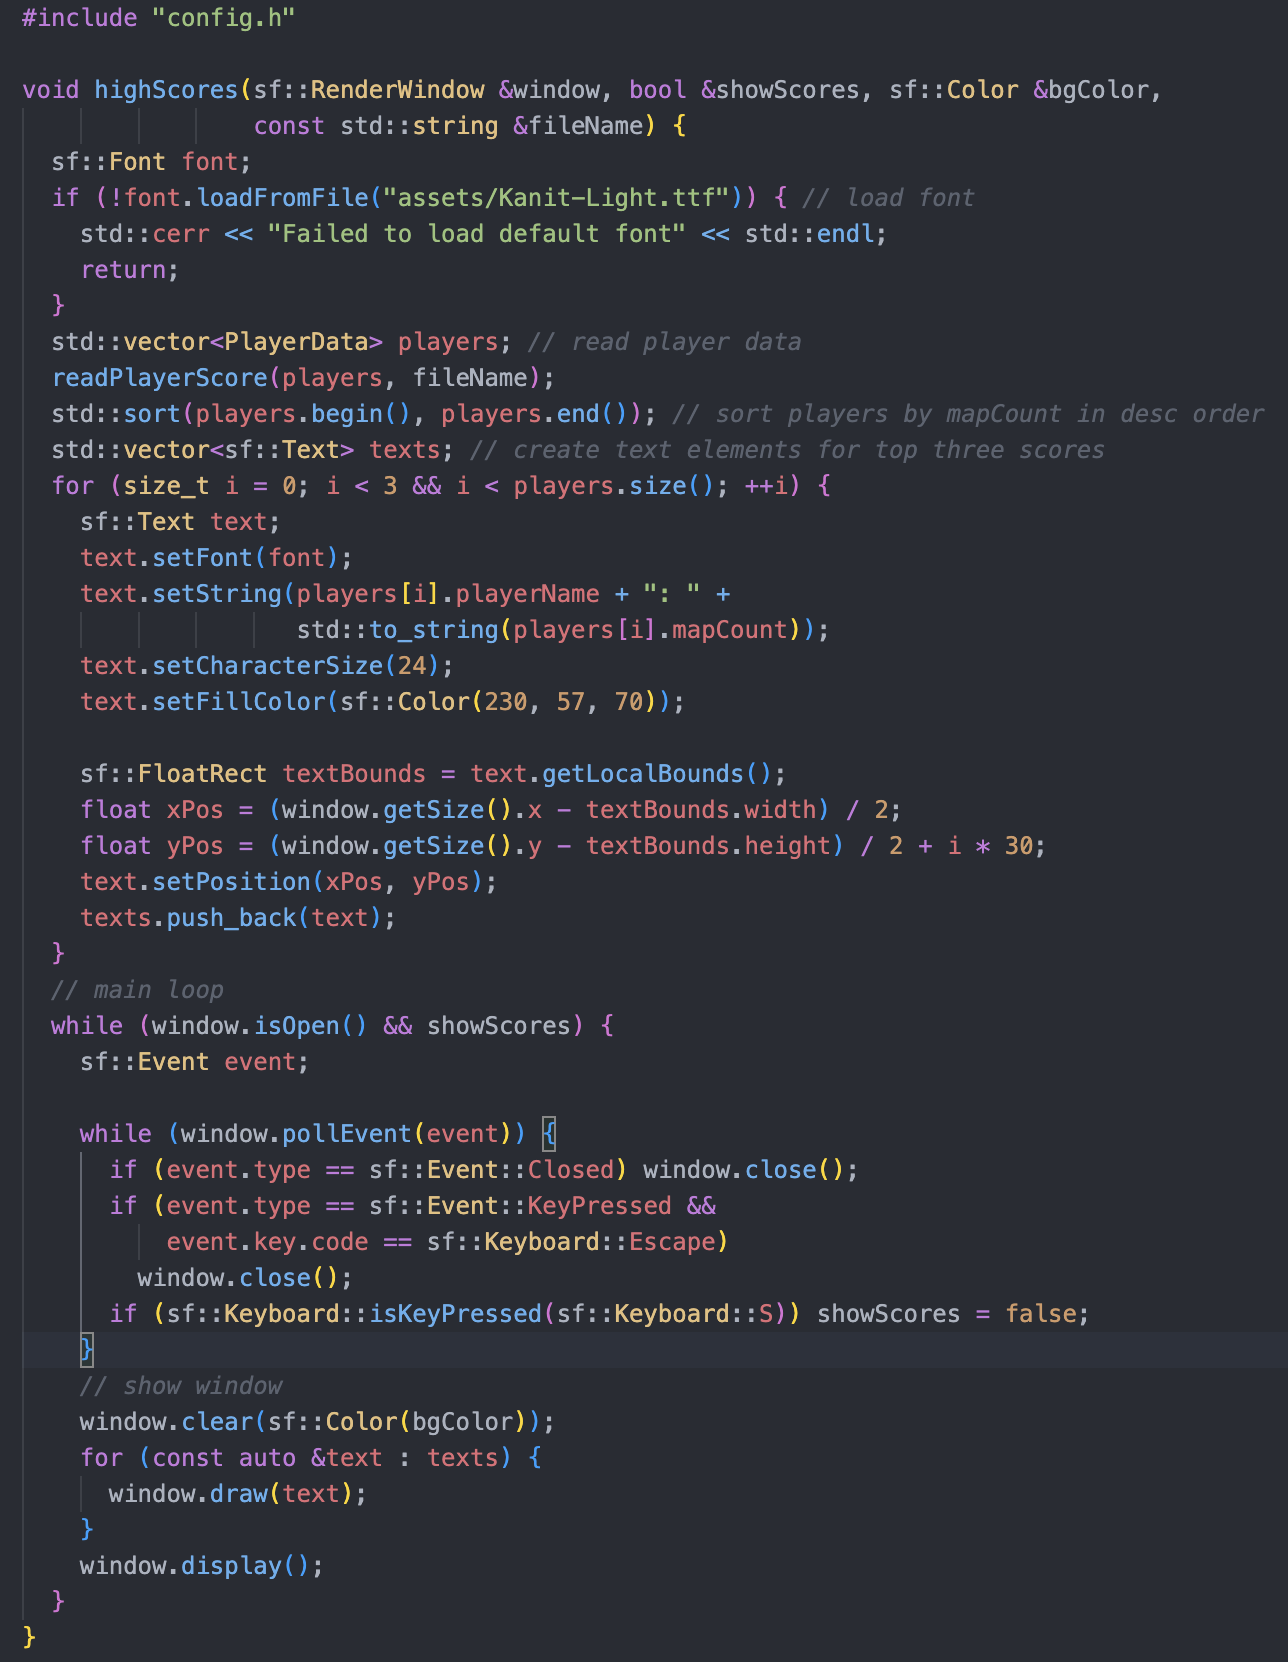 #include "config.h"

void highScores(sf::RenderWindow &window, bool &showScores, sf::Color &bgColor,
                const std::string &fileName) {
  sf::Font font;
  if (!font.loadFromFile("assets/Kanit-Light.ttf")) { // load font
    std::cerr << "Failed to load default font" << std::endl;
    return;
  }
  std::vector<PlayerData> players; // read player data
  readPlayerScore(players, fileName);
  std::sort(players.begin(), players.end()); // sort players by mapCount in desc order
  std::vector<sf::Text> texts; // create text elements for top three scores
  for (size_t i = 0; i < 3 && i < players.size(); ++i) {
    sf::Text text;
    text.setFont(font);
    text.setString(players[i].playerName + ": " +
                   std::to_string(players[i].mapCount));
    text.setCharacterSize(24);
    text.setFillColor(sf::Color(230, 57, 70));

    sf::FloatRect textBounds = text.getLocalBounds();
    float xPos = (window.getSize().x - textBounds.width) / 2;
    float yPos = (window.getSize().y - textBounds.height) / 2 + i * 30;
    text.setPosition(xPos, yPos);
    texts.push_back(text);
  }
  // main loop
  while (window.isOpen() && showScores) {
    sf::Event event;

    while (window.pollEvent(event)) {
      if (event.type == sf::Event::Closed) window.close();
      if (event.type == sf::Event::KeyPressed &&
          event.key.code == sf::Keyboard::Escape)
        window.close();
      if (sf::Keyboard::isKeyPressed(sf::Keyboard::S)) showScores = false;
    }
    // show window
    window.clear(sf::Color(bgColor));
    for (const auto &text : texts) {
      window.draw(text);
    }
    window.display();
  }
}